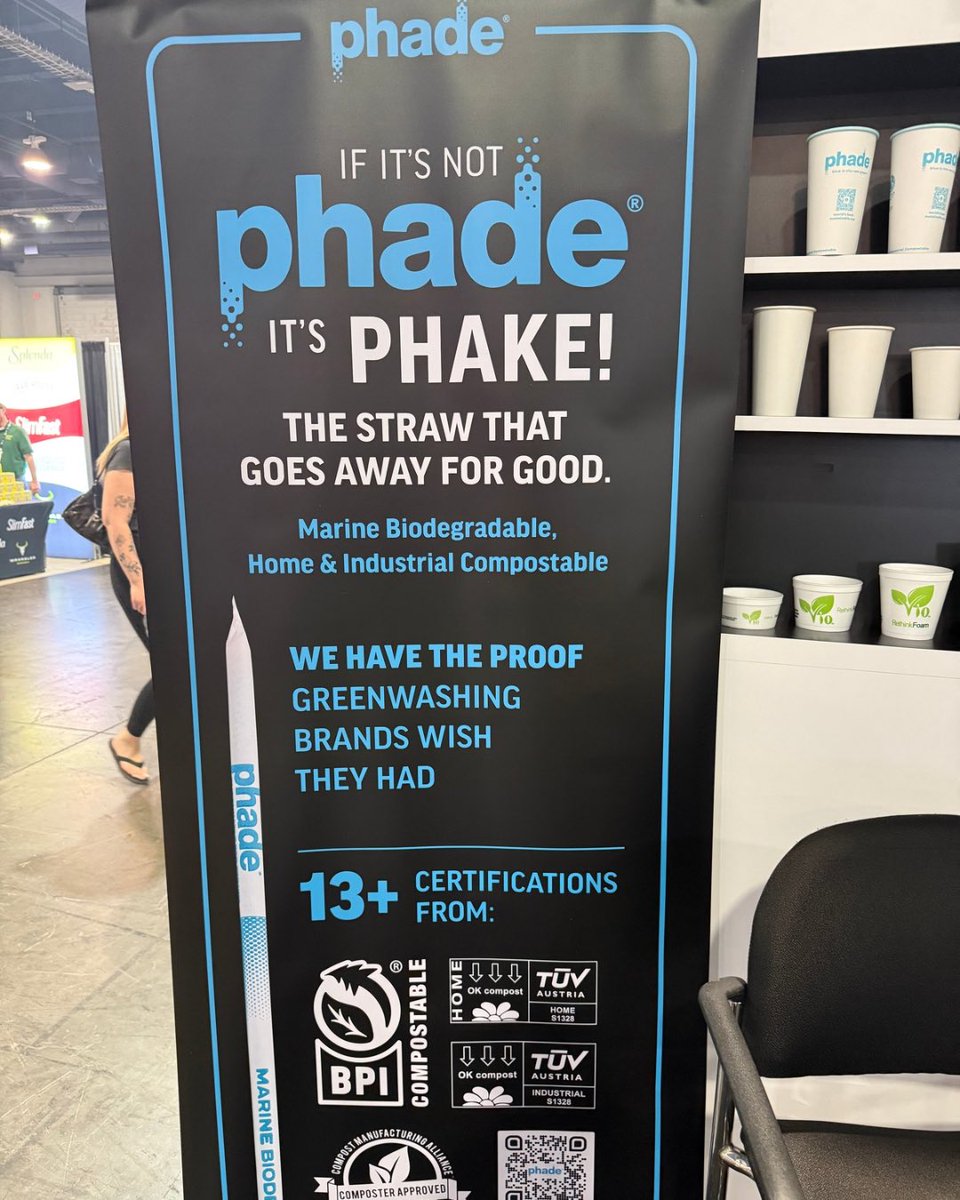 phade®
IF IT'S NOT
phade®
IT'S PHAKE!
THE STRAW THAT
GOES AWAY FOR GOOD.
Marine Biodegradable,
Home & Industrial Compostable
WE HAVE THE PROOF
GREENWASHING
BRANDS WISH
THEY HAD
phade
MARINE BIOD
13+ CERTIFICATIONS
FROM:
®
BPI
COMPOSTABLE
HOME
OK compost
TÜV
AUSTRIA
HOME
S1328
OK compost
TÜV
AUSTRIA
INDUSTRIAL
S1328
COMPOST MANUFACTURING ALLIANCE
COMPOSTER APPROVED
phade
phade
phad
Vio.
RethinkFoam
Splenda
SlimFast
SlimFast